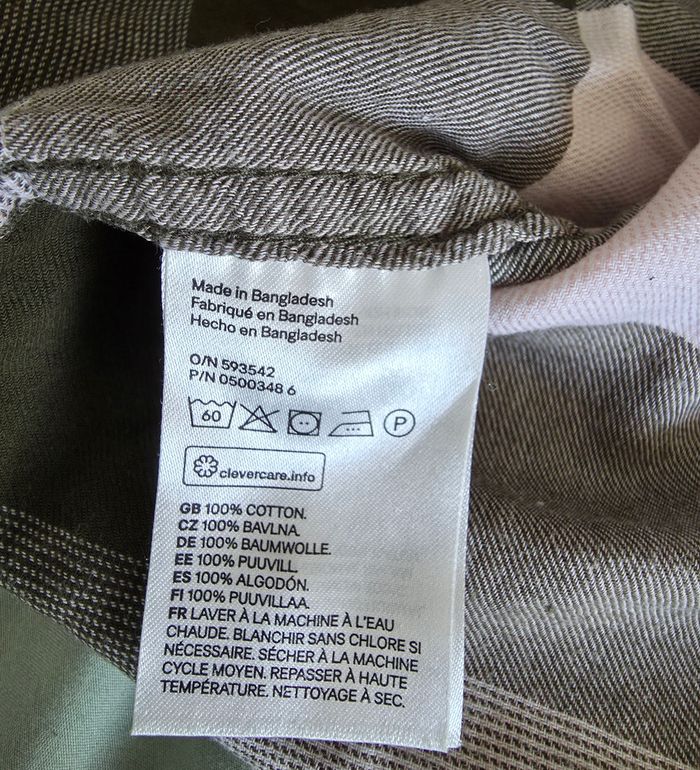 Made in Bangladesh
Fabriqué en Bangladesh
Hecho en Bangladesh
O/N 593542
P/N 0500348 6
60 P
clevercare.info
GB 100% COTTON.
CZ 100% BAVLNA.
DE 100% BAUMWOLLE.
EE 100% PUUVILL.
ES 100% ALGODÓN.
FI 100% PUUVILLAA.
FR LAVER À LA MACHINE À L'EAU
CHAUDE. BLANCHIR SANS CHLORE SI
NÉCESSAIRE. SÉCHER À LA MACHINE
CYCLE MOYEN. REPASSER À HAUTE
TEMPÉRATURE. NETTOYAGE À SEC.